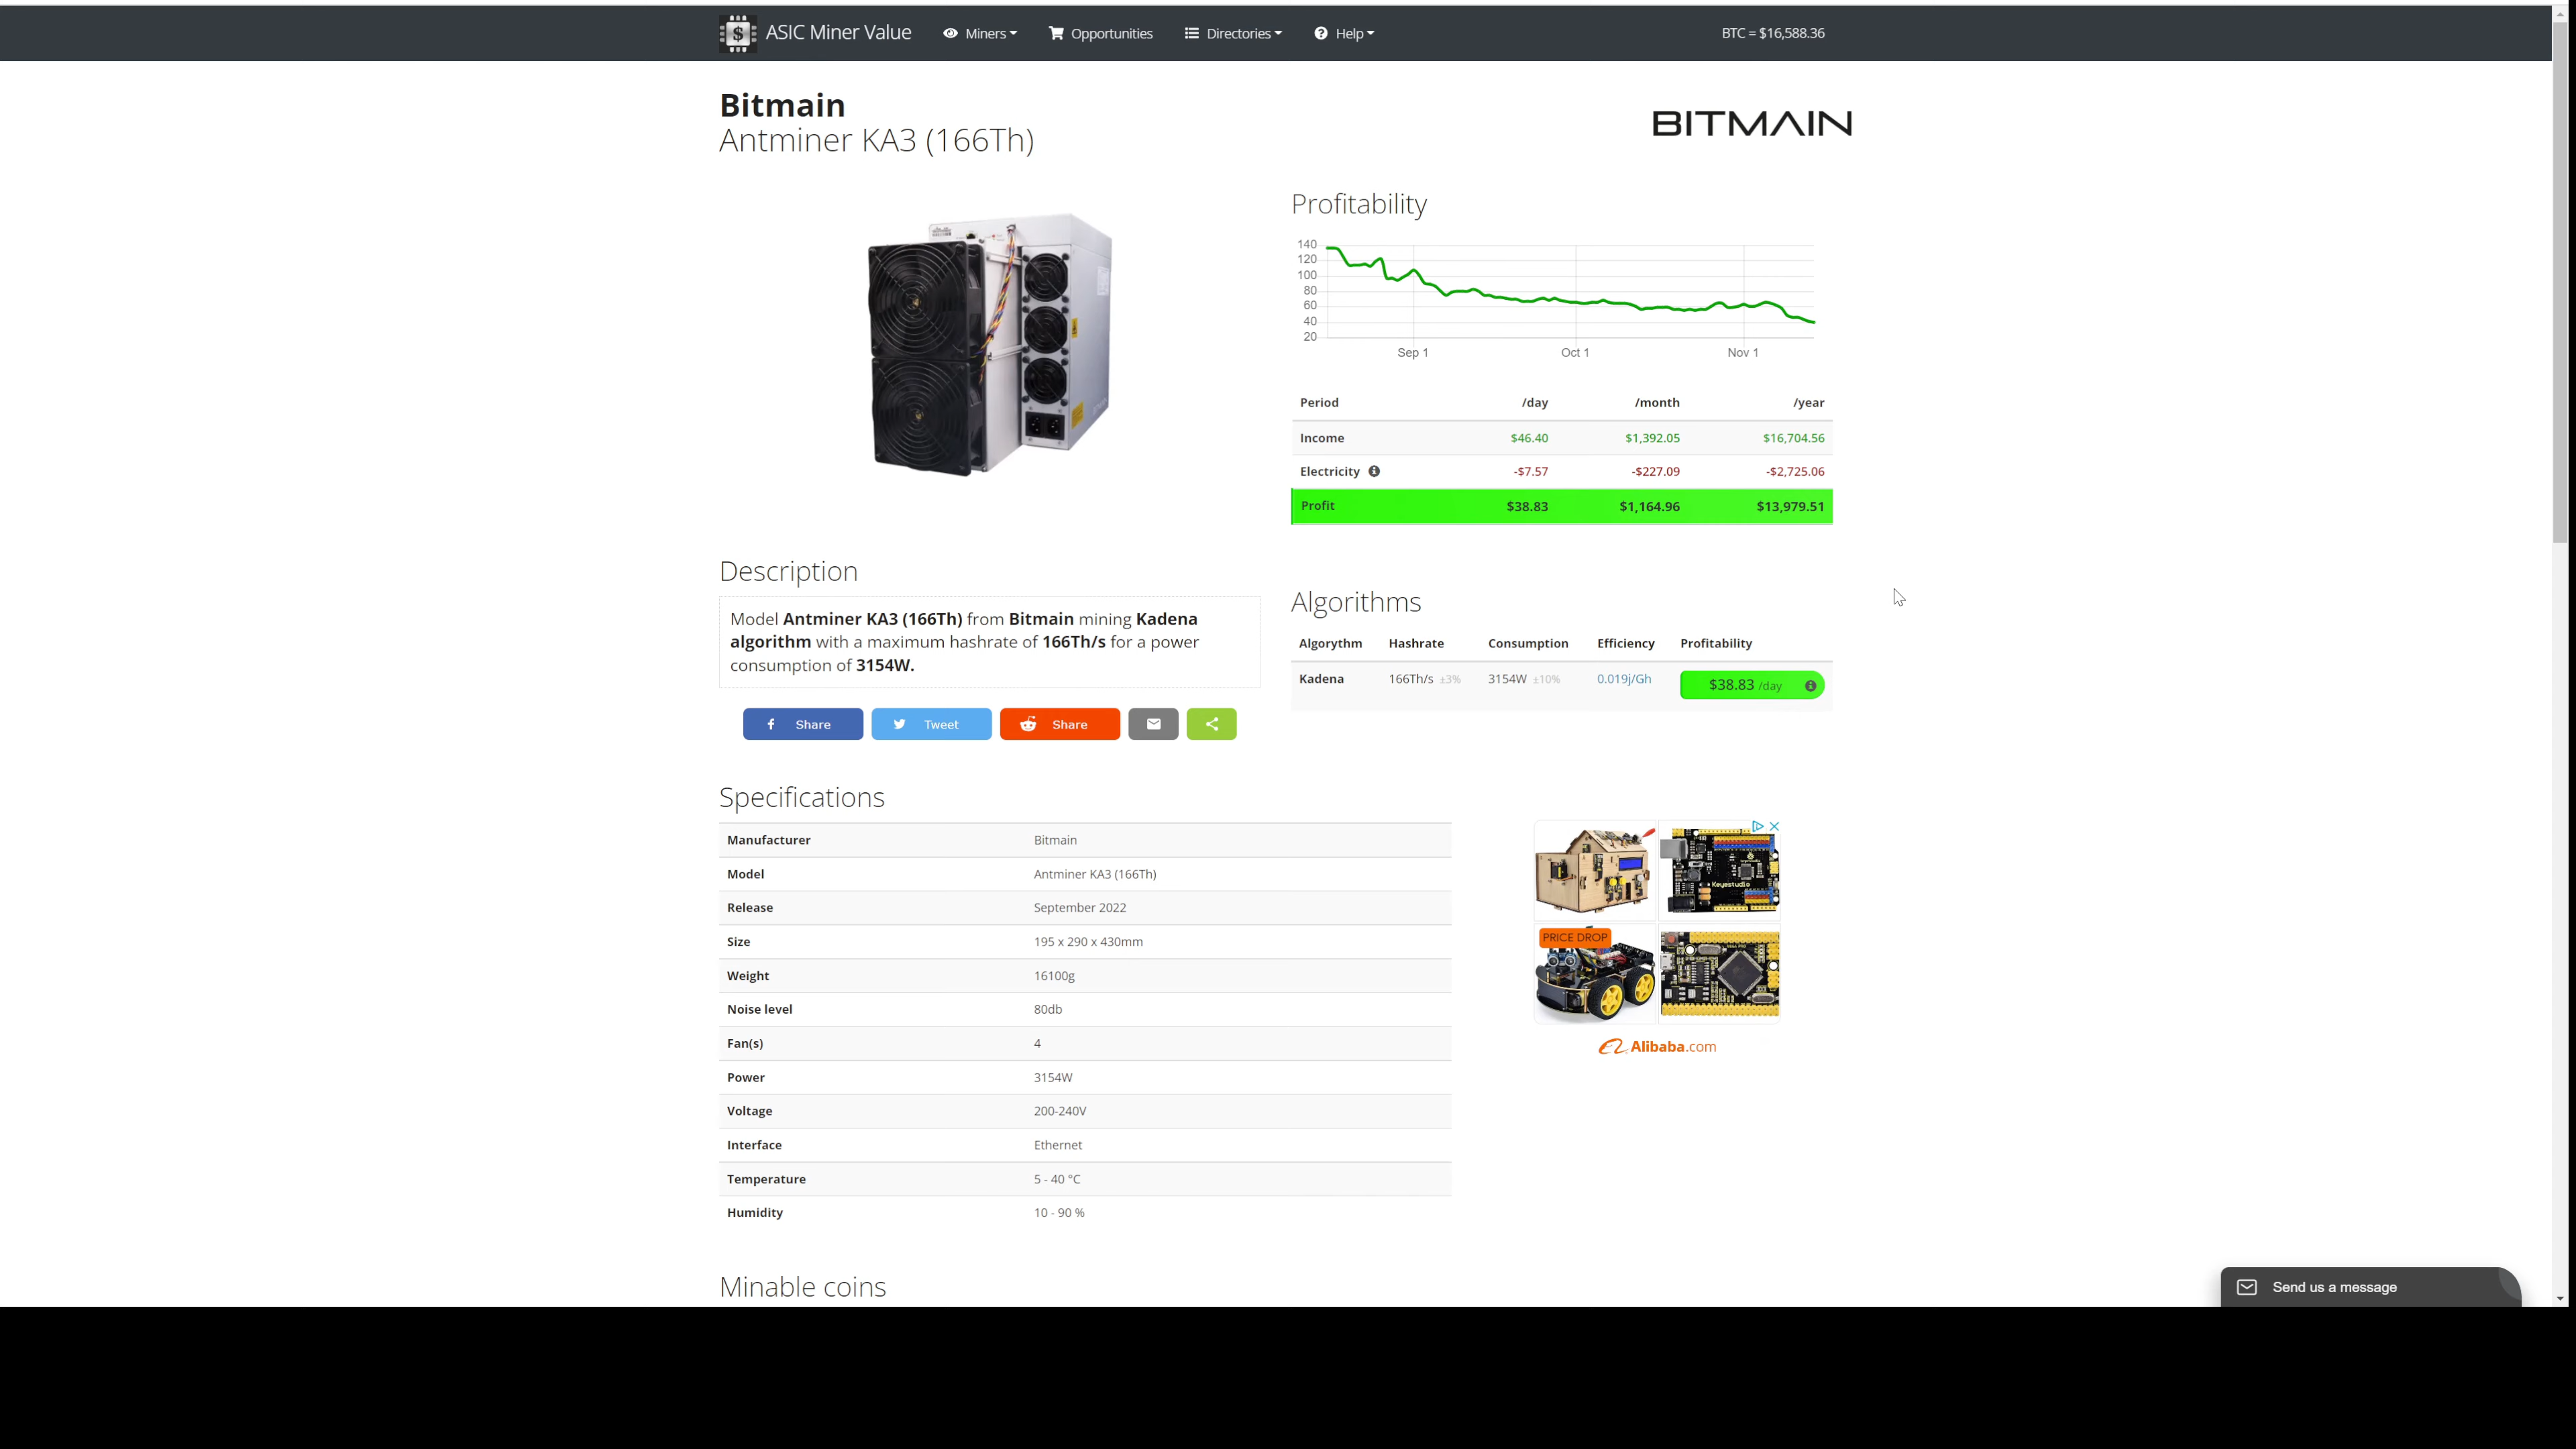 ASIC Miner Value Miners Opportunities Directories Help BTC = $16,588.36
Bitmain
Antminer KA3 (166Th)
BITMAIN
Profitability
140
120
100
80
60
40
20
Sep 1 Oct 1 Nov 1
Period /day /month /year
Income $46.40 $1,392.05 $16,704.56
Electricity -$7.57 -$227.09 -$2,725.06
Profit $38.83 $1,164.96 $13,979.51
Description
Model Antminer KA3 (166Th) from Bitmain mining Kadena
algorithm with a maximum hashrate of 166Th/s for a power
consumption of 3154W.
Share Tweet Share
Algorithms
Algorythm Hashrate Consumption Efficiency Profitability
Kadena 166Th/s ±3% 3154W ±10% 0.019j/Gh $38.83 /day
Specifications
Manufacturer Bitmain
Model Antminer KA3 (166Th)
Release September 2022
Size 195 x 290 x 430mm
Weight 16100g
Noise level 80db
Fan(s) 4
Power 3154W
Voltage 200-240V
Interface Ethernet
Temperature 5 - 40 °C
Humidity 10 - 90 %
Keyestudio
PRICE DROP
Alibaba.com
Minable coins
Send us a message